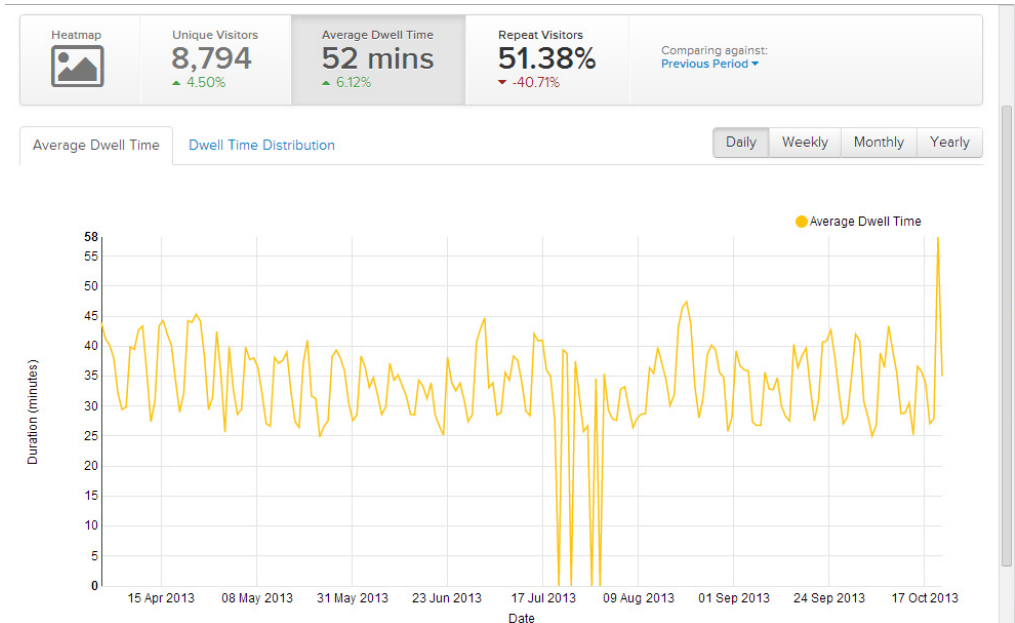 Heatmap
Unique Visitors
8,794
4.50%
Average Dwell Time
52 mins
6.12%
Repeat Visitors
51.38%
-40.71%
Comparing against:
Previous Period
Average Dwell Time
Dwell Time Distribution
Daily
Weekly
Monthly
Yearly
Average Dwell Time
58
55
50
45
40
35
30
25
20
15
10
5
0
Duration (minutes)
15 Apr 2013
08 May 2013
31 May 2013
23 Jun 2013
17 Jul 2013
09 Aug 2013
01 Sep 2013
24 Sep 2013
17 Oct 2013
Date